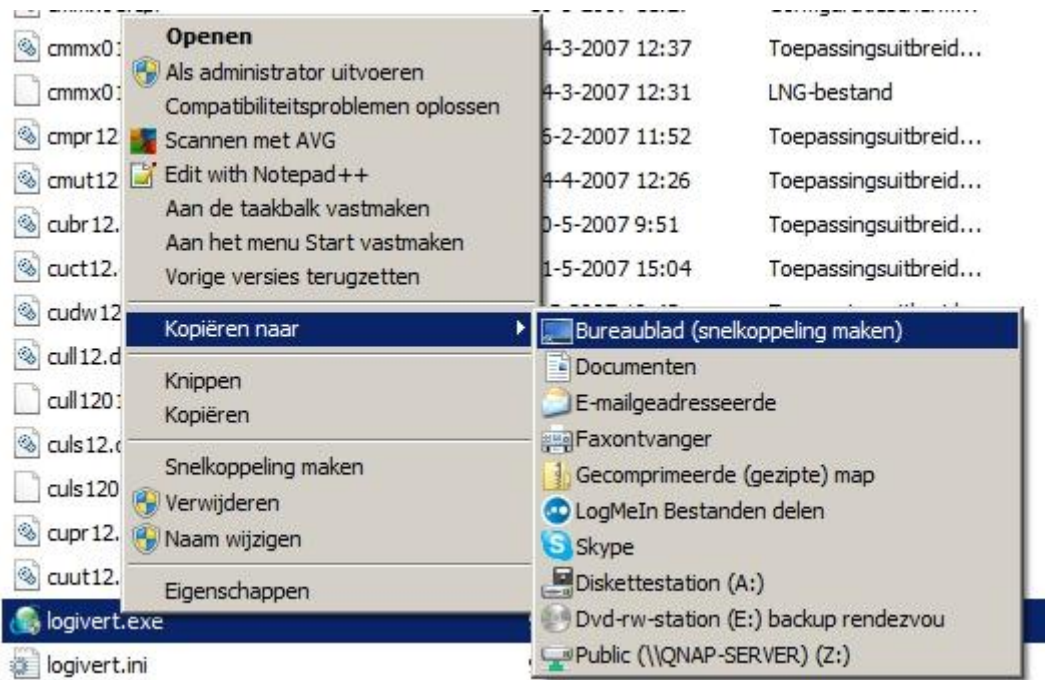 cmmx01
4-3-2007 12:37
Toepassingsuitbreid...
cmmx01
4-3-2007 12:31
LNG-bestand
cmpr12
6-2-2007 11:52
Toepassingsuitbreid...
cmut12
4-4-2007 12:26
Toepassingsuitbreid...
cubr12.
0-5-2007 9:51
Toepassingsuitbreid...
cuct12.
1-5-2007 15:04
Toepassingsuitbreid...
cudw12
cull12.d
cull1201
culs12.d
culs120
cupr12.
cuut12.
logivert.exe
logivert.ini
Openen
Als administrator uitvoeren
Compatibiliteitsproblemen oplossen
Scannen met AVG
Edit with Notepad++
Aan de taakbalk vastmaken
Aan het menu Start vastmaken
Vorige versies terugzetten
Kopiëren naar
Knippen
Kopiëren
Snelkoppeling maken
Verwijderen
Naam wijzigen
Eigenschappen
Bureaublad (snelkoppeling maken)
Documenten
E-mailgeadresseerde
Faxontvanger
Gecomprimeerde (gezipte) map
LogMeIn Bestanden delen
Skype
Diskettestation (A:)
Dvd-rw-station (E:) backup rendezvou
Public (\\QNAP-SERVER) (Z:)